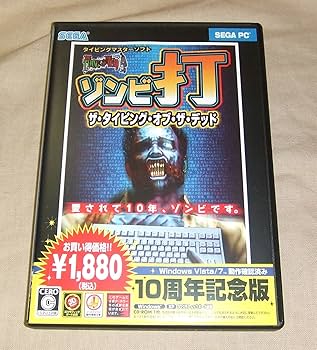 SEGA
SEGA PC
タイピングマスターソフト
ゾンビ打
ザ・タイピング・オブ・ザ・デッド
愛されて10年、ゾンビです。
お買い得価格!!
¥1,880
(税込)
Windows Vista/7 動作確認済み
10周年記念版
CERO
C
Windows